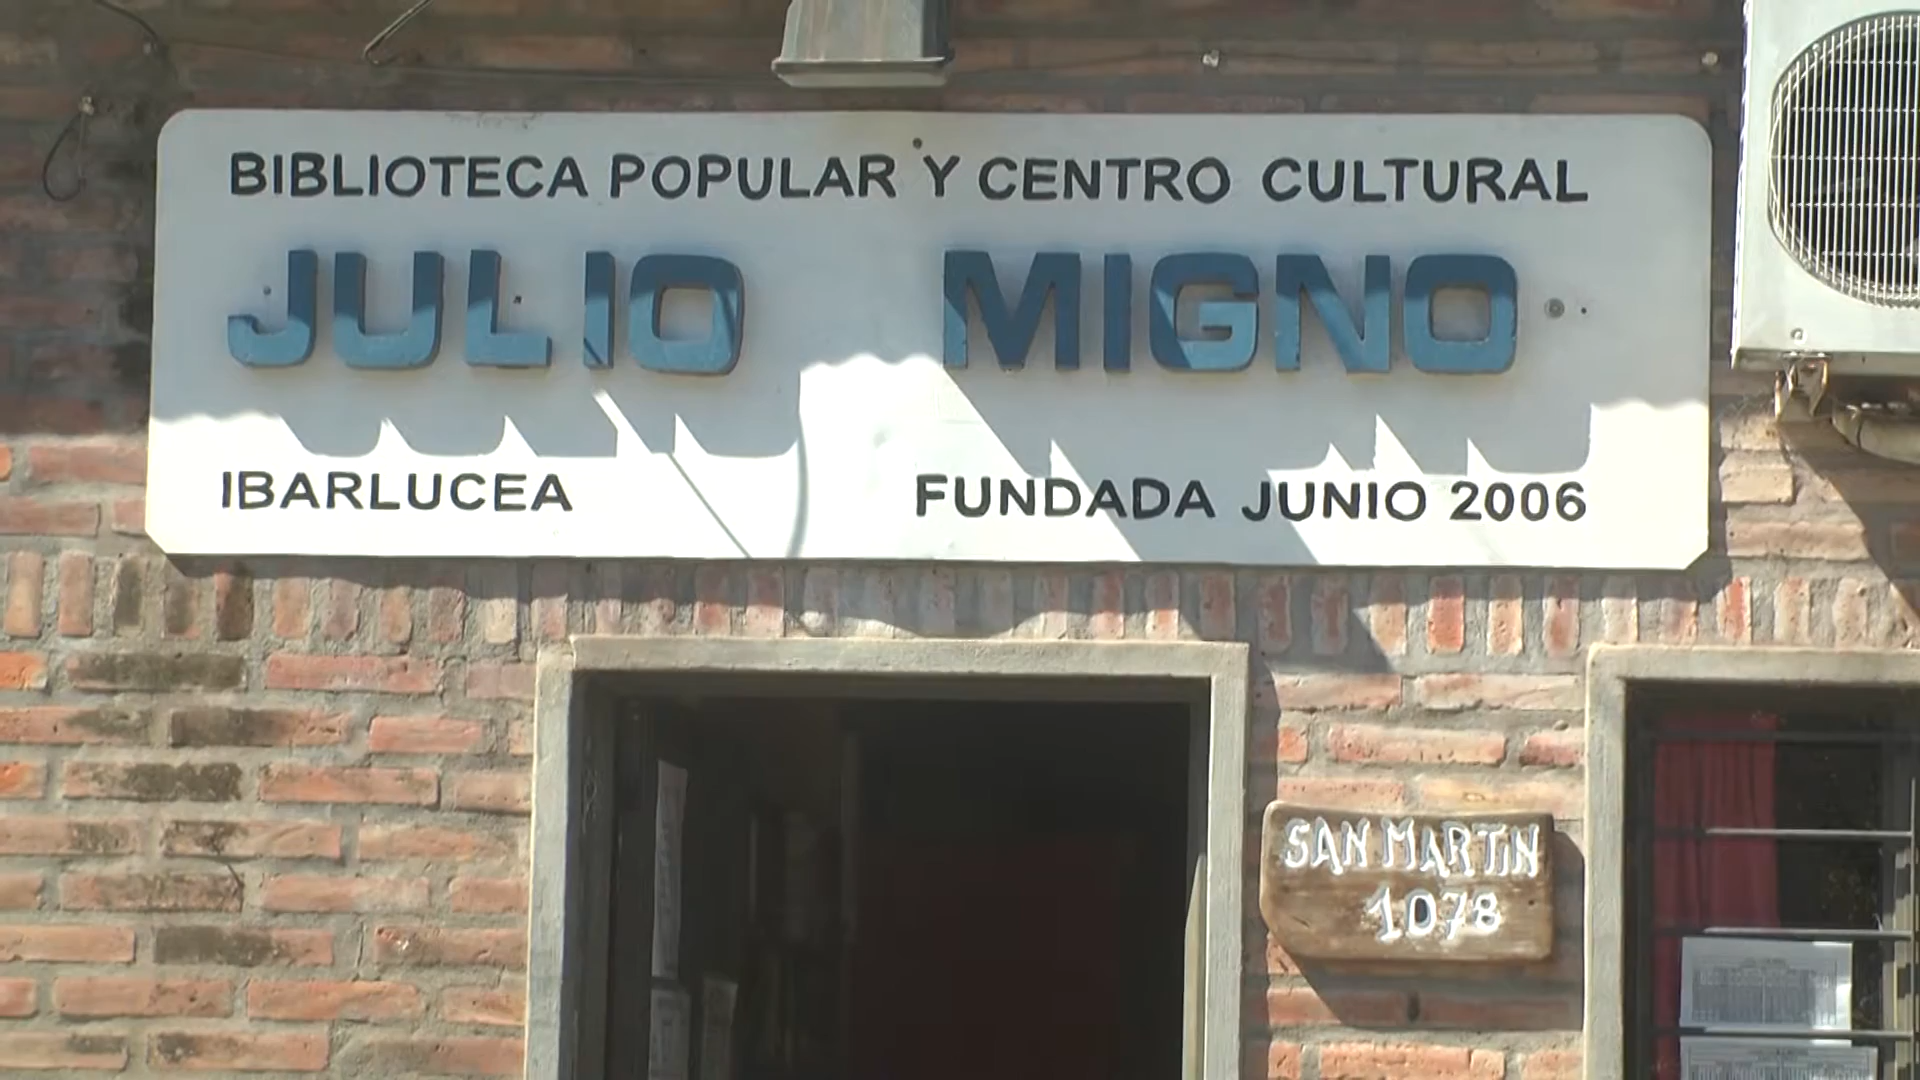 BIBLIOTECA POPULAR Y CENTRO CULTURAL
JULIO MIGNO
IBARLUCEA FUNDADA JUNIO 2006
SAN MARTIN
1078